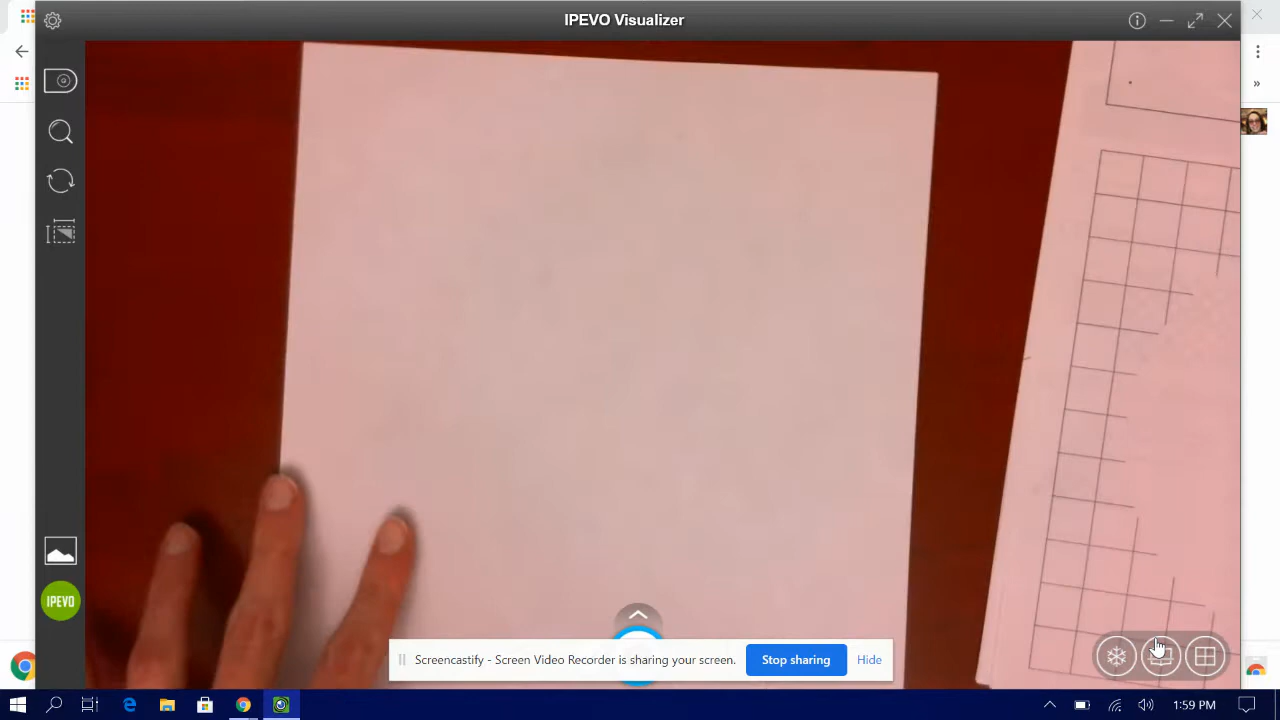 IPEVO Visualizer
IPEVO
Screencastify - Screen Video Recorder is sharing your screen.
Stop sharing
Hide
1:59 PM